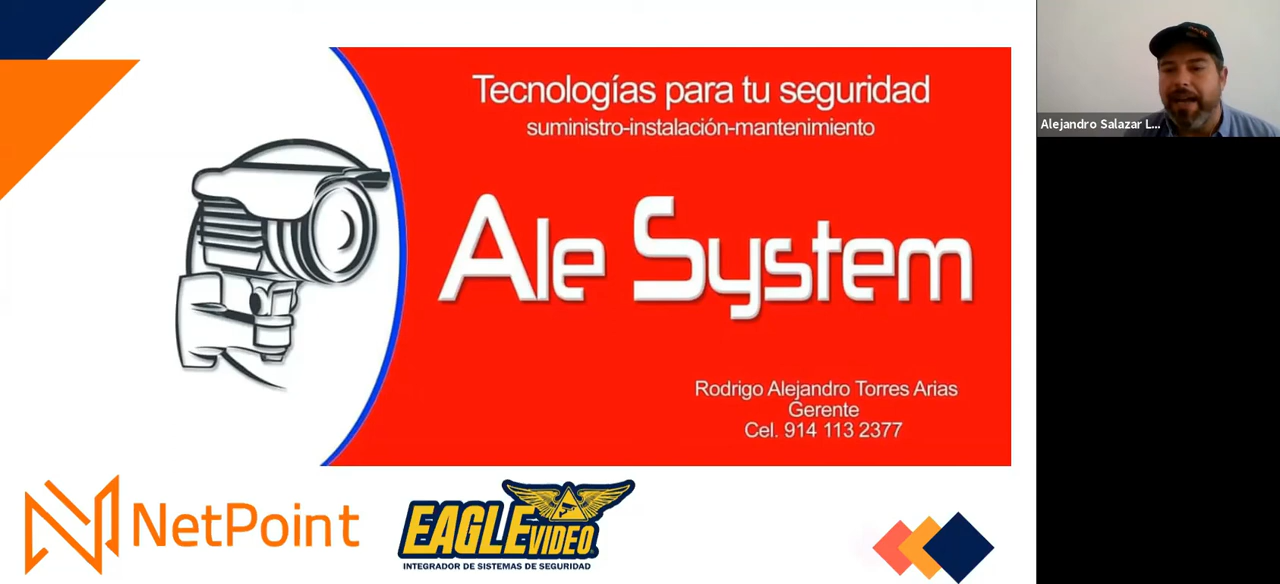 Tecnologías para tu seguridad
suministro-instalación-mantenimiento
Ale System
Rodrigo Alejandro Torres Arias
Gerente
Cel. 914 113 2377
NetPoint
EAGLE VIDEO
INTEGRADOR DE SISTEMAS DE SEGURIDAD
Alejandro Salazar L...